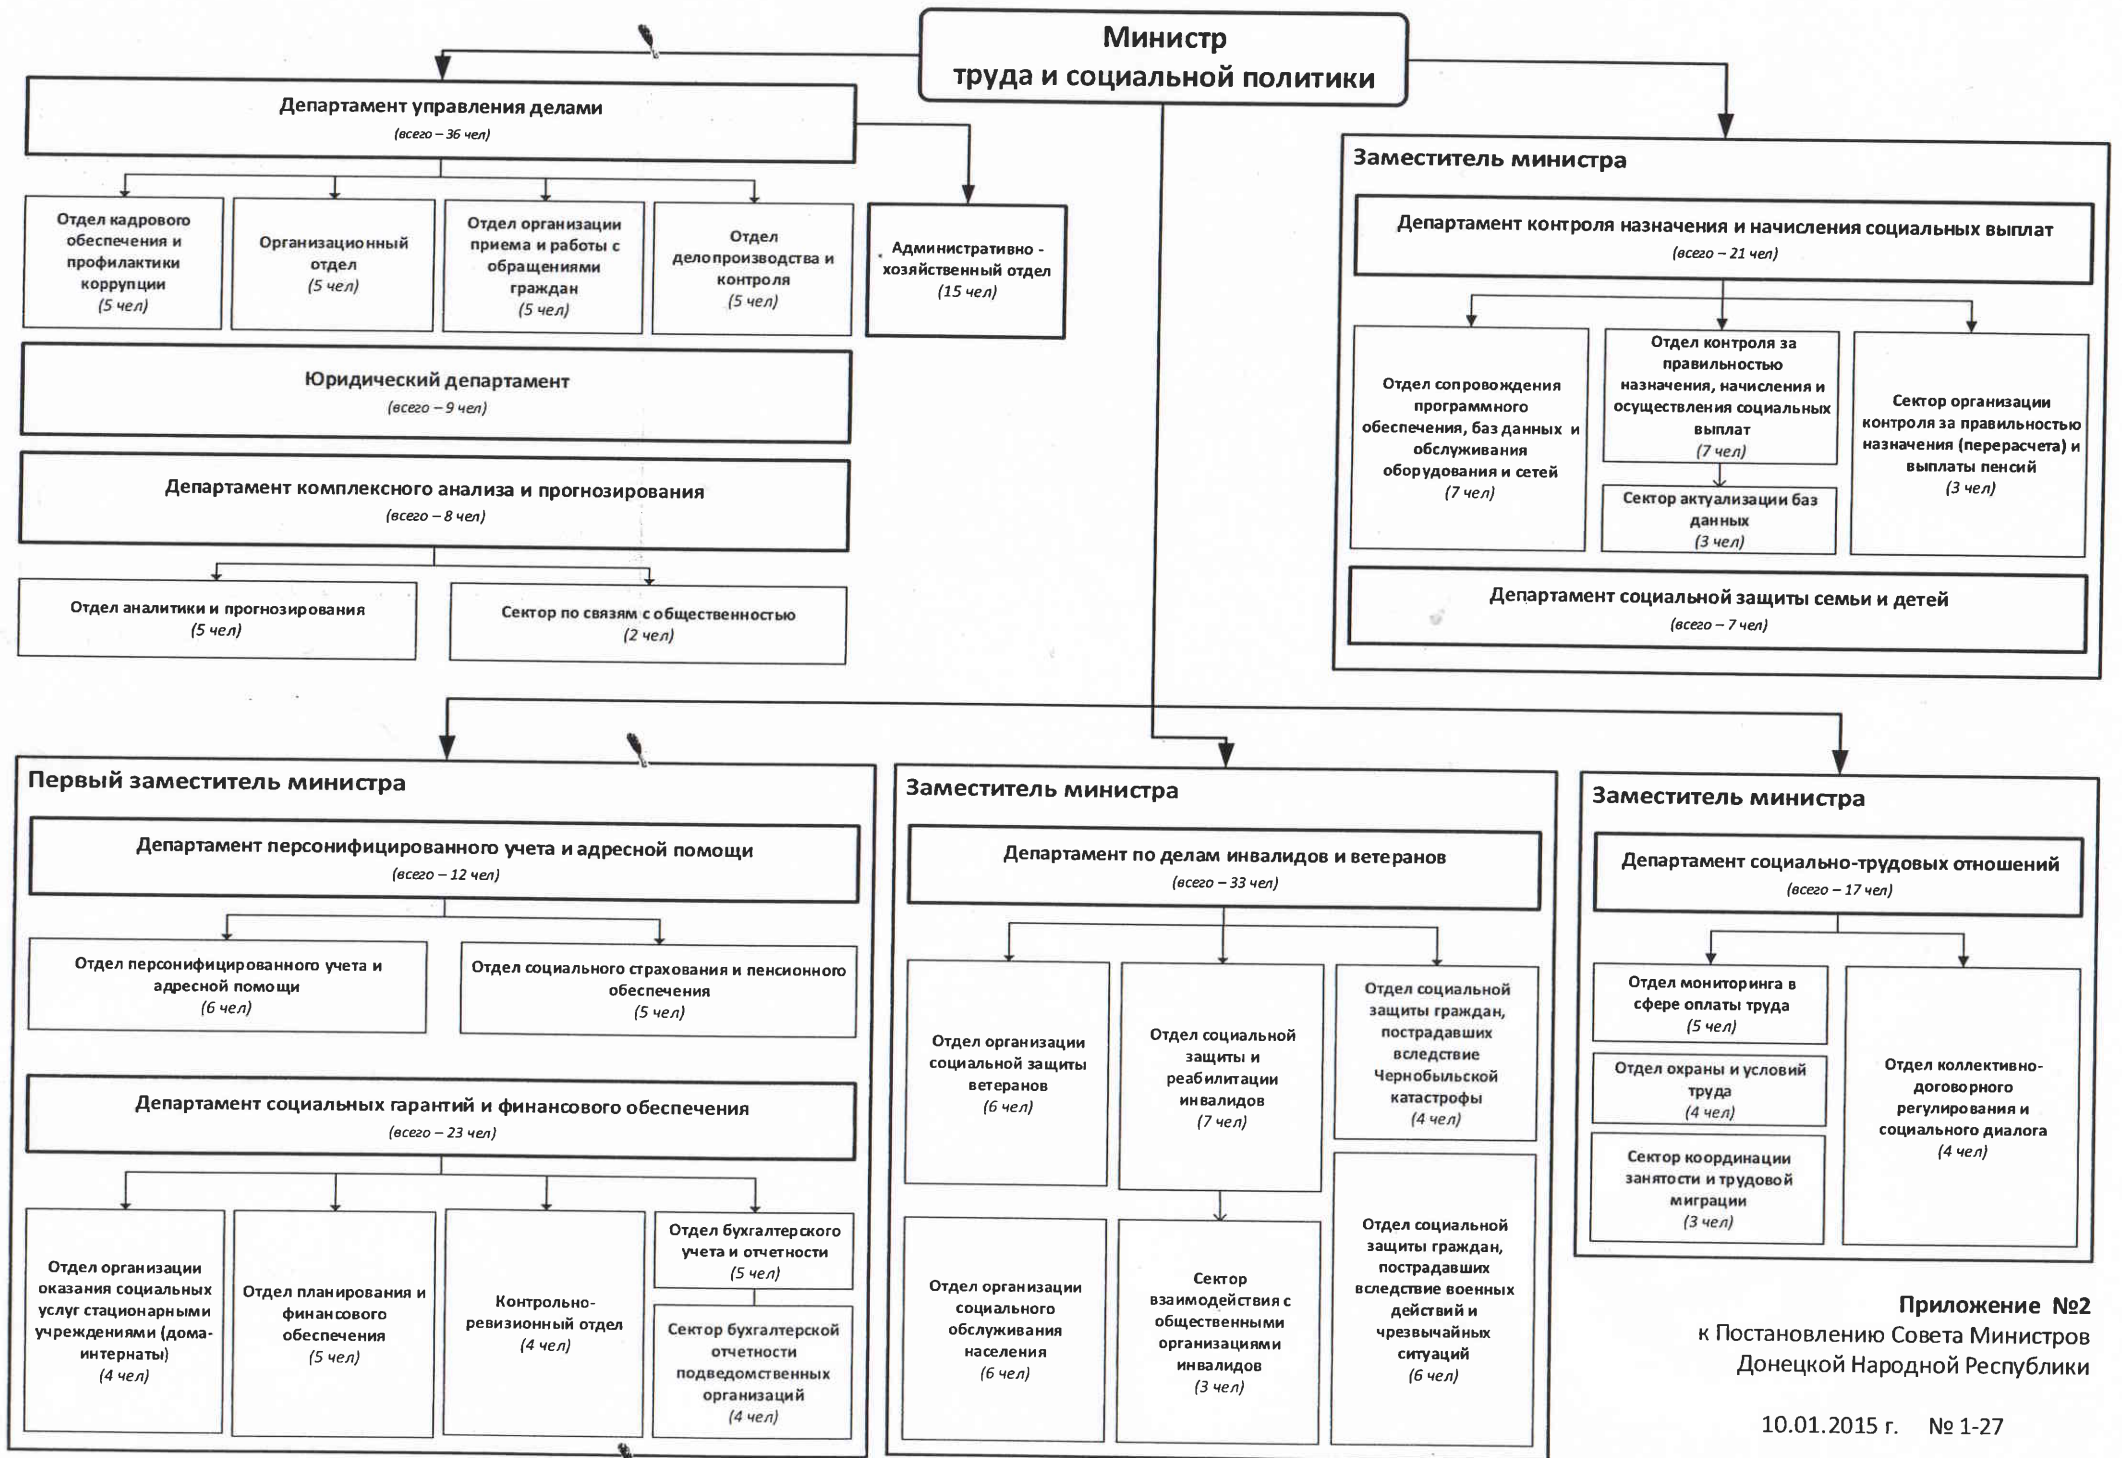 Министр
труда и социальной политики
Департамент управления делами
(всего – 36 чел)
Отдел кадрового
обеспечения и
профилактики
коррупции
(5 чел)
Организационный
отдел
(5 чел)
Отдел организации
приема и работы с
обращениями
граждан
(5 чел)
Отдел
делопроизводства и
контроля
(5 чел)
Административно -
хозяйственный отдел
(15 чел)
Юридический департамент
(всего – 9 чел)
Департамент комплексного анализа и прогнозирования
(всего – 8 чел)
Отдел аналитики и прогнозирования
(5 чел)
Сектор по связям с общественностью
(2 чел)
Заместитель министра
Департамент контроля назначения и начисления социальных выплат
(всего – 21 чел)
Отдел сопровождения
программного
обеспечения, баз данных и
обслуживания
оборудования и сетей
(7 чел)
Отдел контроля за
правильностью
назначения, начисления и
осуществления социальных
выплат
(7 чел)
Сектор актуализации баз
данных
(3 чел)
Сектор организации
контроля за правильностью
назначения (перерасчета) и
выплаты пенсий
(3 чел)
Департамент социальной защиты семьи и детей
(всего – 7 чел)
Первый заместитель министра
Департамент персонифицированного учета и адресной помощи
(всего – 12 чел)
Отдел персонифицированного учета и
адресной помощи
(6 чел)
Отдел социального страхования и пенсионного
обеспечения
(5 чел)
Департамент социальных гарантий и финансового обеспечения
(всего – 23 чел)
Отдел организации
оказания социальных
услуг стационарными
учреждениями (дома-
интернаты)
(4 чел)
Отдел планирования и
финансового
обеспечения
(5 чел)
Контрольно-
ревизионный отдел
(4 чел)
Отдел бухгалтерского
учета и отчетности
(5 чел)
Сектор бухгалтерской
отчетности
подведомственных
организаций
(4 чел)
Заместитель министра
Департамент по делам инвалидов и ветеранов
(всего – 33 чел)
Отдел организации
социальной защиты
ветеранов
(6 чел)
Отдел социальной
защиты и
реабилитации
инвалидов
(7 чел)
Отдел социальной
защиты граждан,
пострадавших
вследствие
Чернобыльской
катастрофы
(4 чел)
Отдел организации
социального
обслуживания
населения
(6 чел)
Сектор
взаимодействия с
общественными
организациями
инвалидов
(3 чел)
Отдел социальной
защиты граждан,
пострадавших
вследствие военных
действий и
чрезвычайных
ситуаций
(6 чел)
Заместитель министра
Департамент социально-трудовых отношений
(всего – 17 чел)
Отдел мониторинга в
сфере оплаты труда
(5 чел)
Отдел охраны и условий
труда
(4 чел)
Сектор координации
занятости и трудовой
миграции
(3 чел)
Отдел коллективно-
договорного
регулирования и
социального диалога
(4 чел)
Приложение №2
к Постановлению Совета Министров
Донецкой Народной Республики
10.01.2015 г. № 1-27